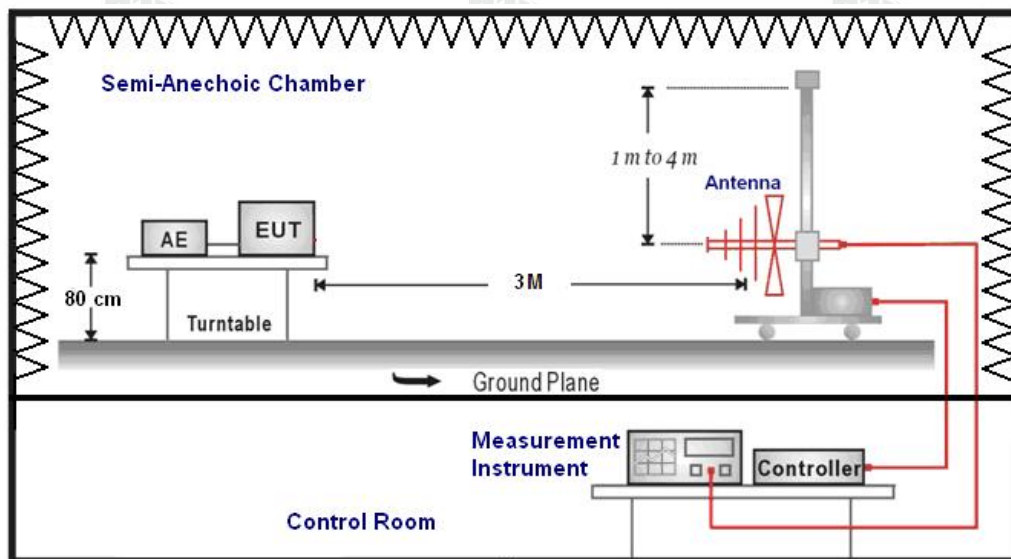 Semi-Anechoic Chamber
1 m to 4 m
Antenna
AE
EUT
80 cm
3M
Turntable
Ground Plane
Measurement
Instrument
Controller
Control Room